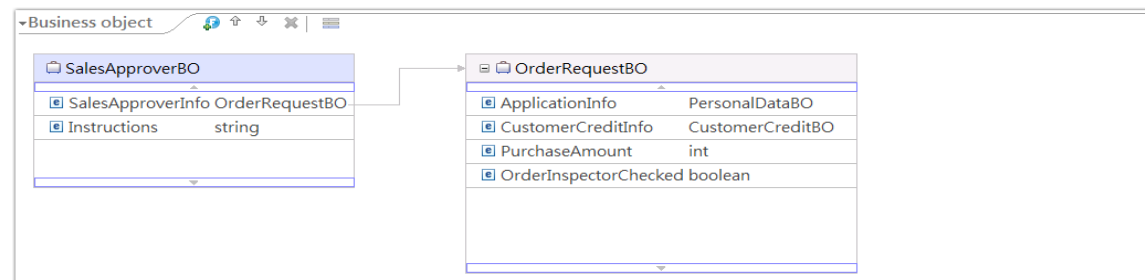 Business object
SalesApproverBO
SalesApproverInfo OrderRequestBO
Instructions string
OrderRequestBO
ApplicationInfo PersonalDataBO
CustomerCreditInfo CustomerCreditBO
PurchaseAmount int
OrderInspectorChecked boolean